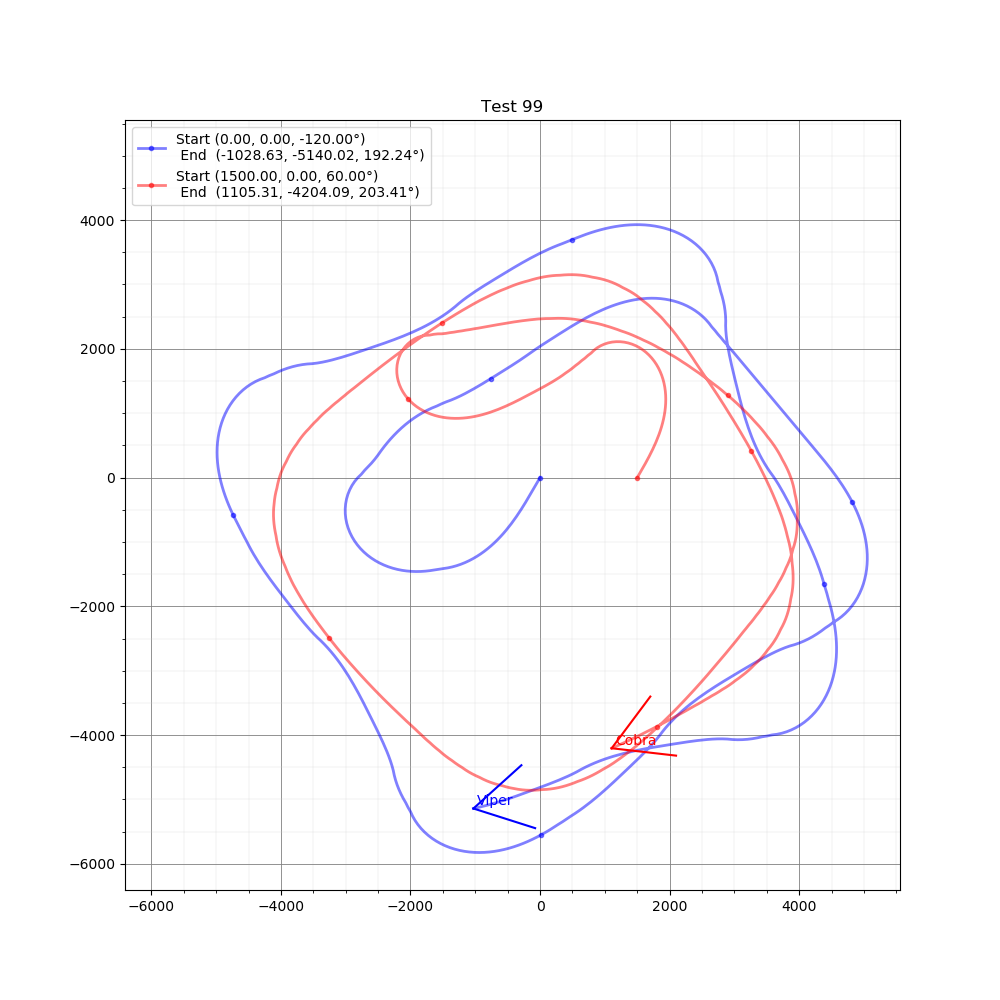 Test 99
Start (0.00, 0.00, -120.00°)
End (-1028.63, -5140.02, 192.24°)
Start (1500.00, 0.00, 60.00°)
End (1105.31, -4204.09, 203.41°)
4000
2000
0
−2000
−4000
−6000
Cobra
Viper
−6000 −4000 −2000 0 2000 4000